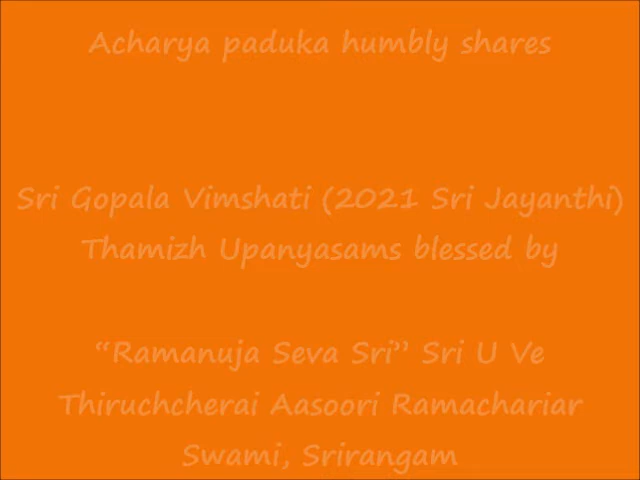 Acharya paduka humbly shares
Sri Gopala Vimshati (2021 Sri Jayanthi)
Thamizh Upanyasams blessed by
“Ramanuja Seva Sri” Sri U Ve
Thiruchcherai Aasoori Ramachariar
Swami, Srirangam